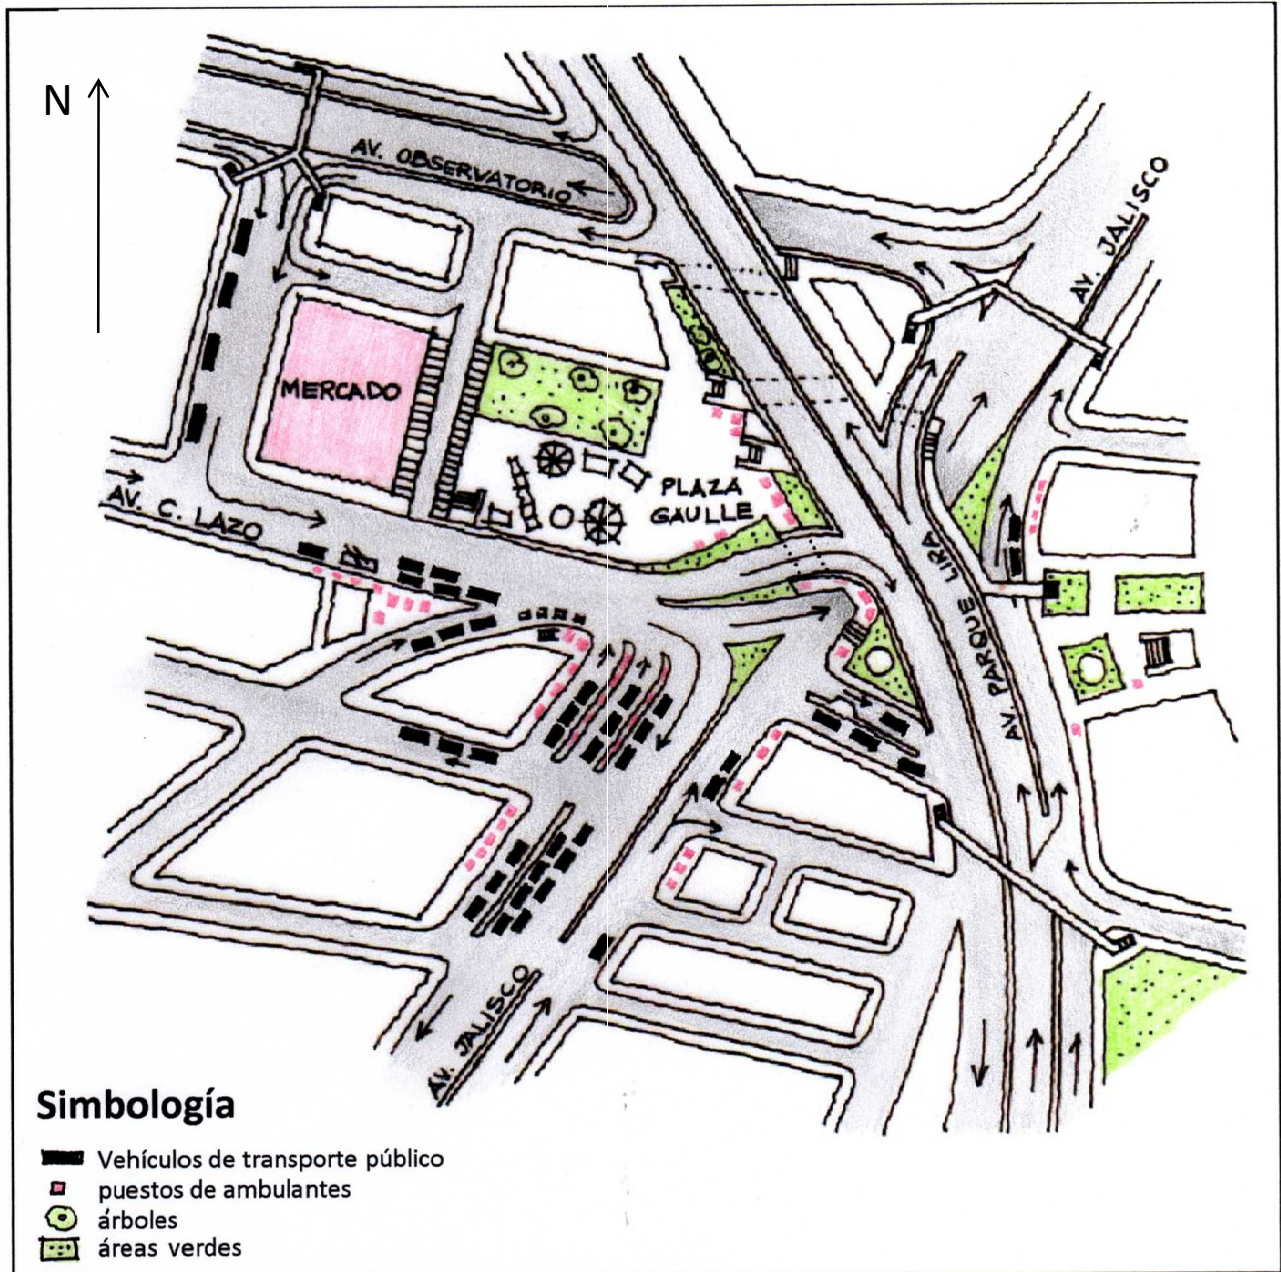 N
AV. OBSERVATORIO
AV. JALISCO
MERCADO
AV. C. LAZO
PLAZA
GAULLE
AV. PARQUE LIRA
AV. JALISCO
Simbología
Vehículos de transporte público
puestos de ambulantes
árboles
áreas verdes